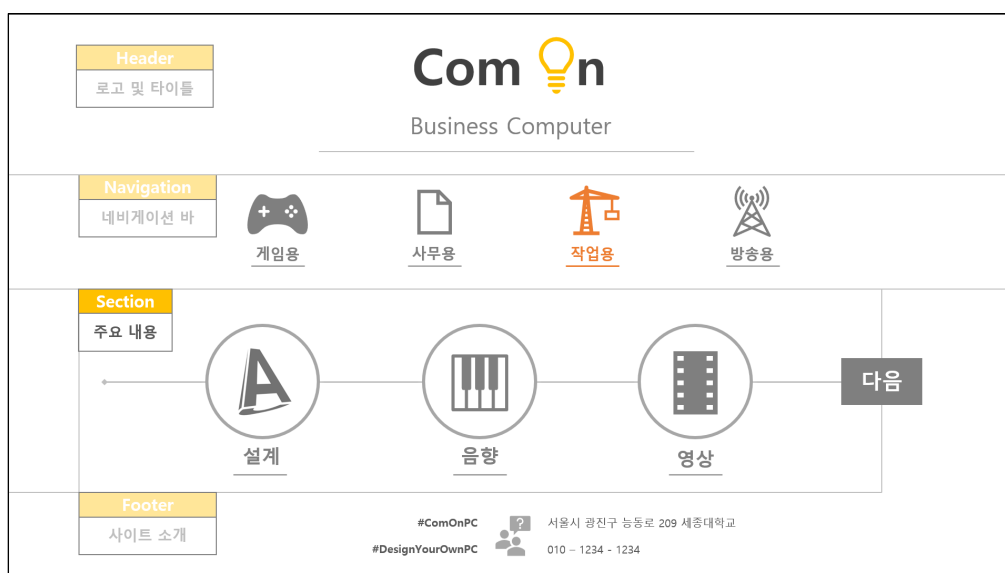 Header
로고 및 타이틀
Com On
Business Computer
Navigation
네비게이션 바
게임용
사무용
작업용
방송용
Section
주요 내용
A
다음
설계
음향
영상
Footer
사이트 소개
#ComOnPC
?
서울시 광진구 능동로 209 세종대학교
#DesignYourOwnPC
010 – 1234 - 1234